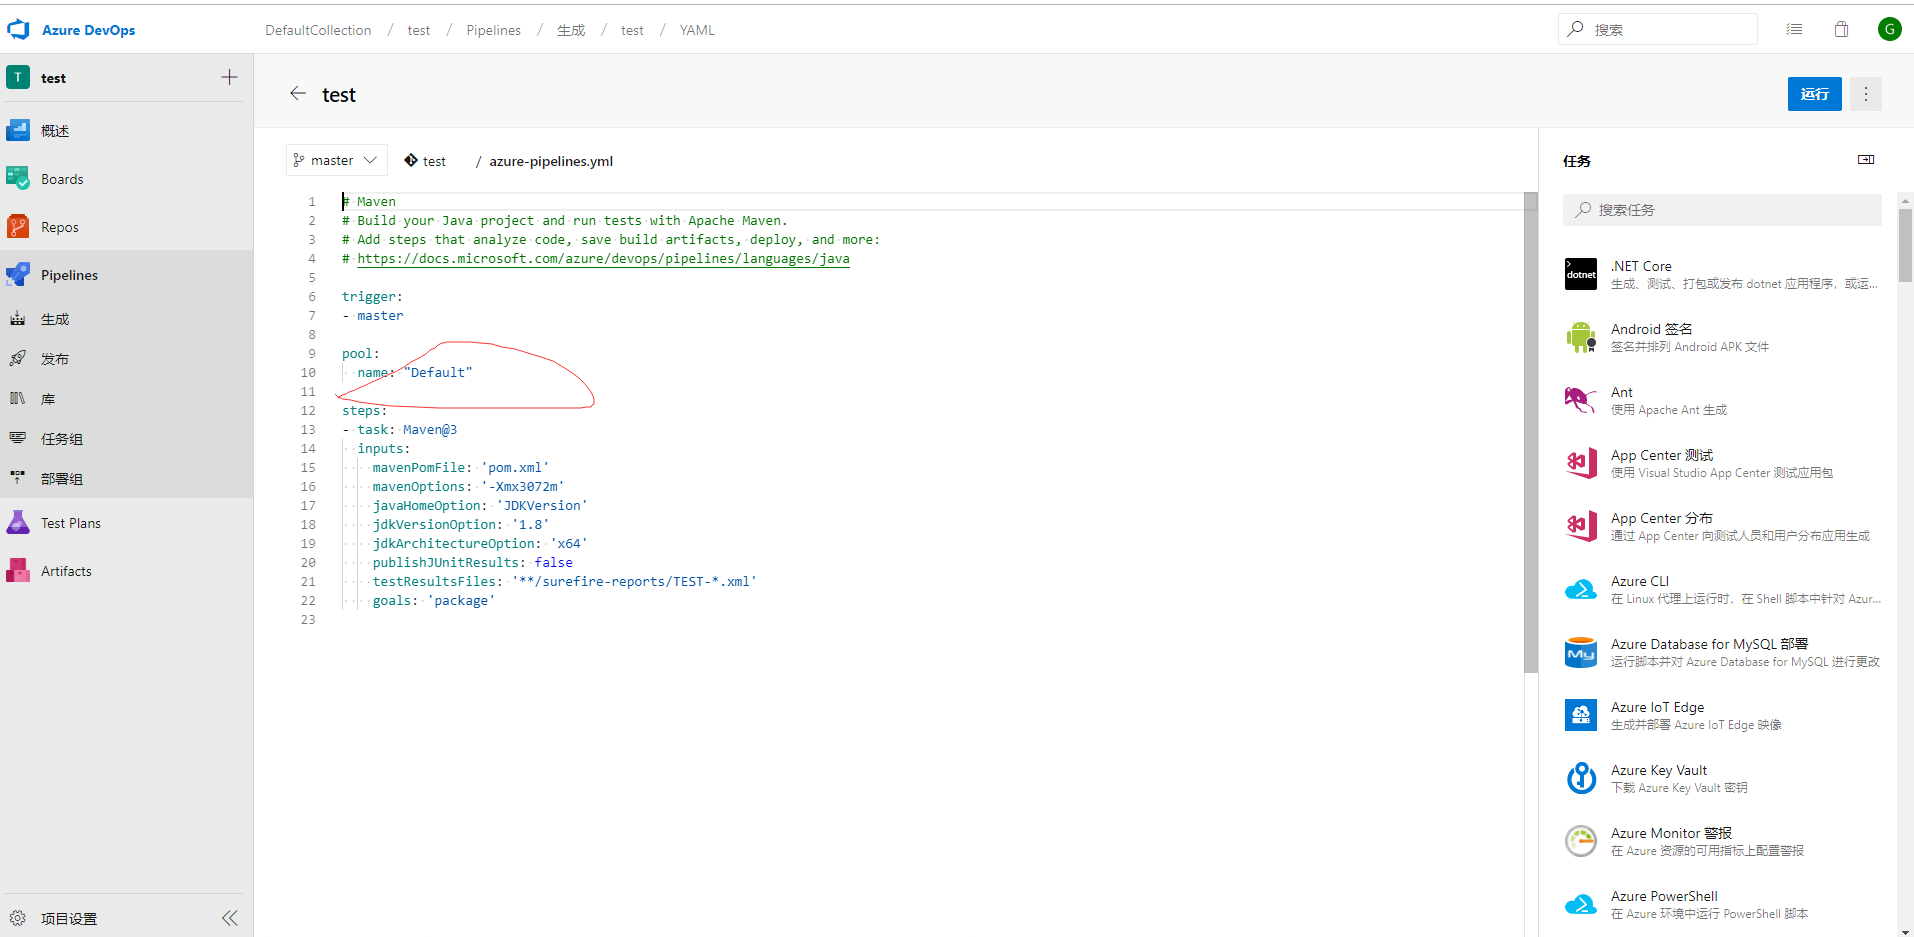 Azure DevOps
DefaultCollection / test / Pipelines / 生成 / test / YAML
搜索
G
T test
概述
Boards
Repos
Pipelines
生成
发布
库
任务组
部署组
Test Plans
Artifacts
项目设置
test
运行
master
test / azure-pipelines.yml
1 # Maven
2 # Build your Java project and run tests with Apache Maven.
3 # Add steps that analyze code, save build artifacts, deploy, and more:
4 # https://docs.microsoft.com/azure/devops/pipelines/languages/java
5
6 trigger:
7 - master
8
9 pool:
10   name: "Default"
11
12 steps:
13 - task: Maven@3
14   inputs:
15     mavenPomFile: 'pom.xml'
16     mavenOptions: '-Xmx3072m'
17     javaHomeOption: 'JDKVersion'
18     jdkVersionOption: '1.8'
19     jdkArchitectureOption: 'x64'
20     publishJUnitResults: false
21     testResultsFiles: '**/surefire-reports/TEST-*.xml'
22     goals: 'package'
23
任务
搜索任务
dotnet
.NET Core
生成、测试、打包或发布 dotnet 应用程序，或运...
Android 签名
签名并排列 Android APK 文件
Ant
使用 Apache Ant 生成
App Center 测试
使用 Visual Studio App Center 测试应用包
App Center 分布
通过 App Center 向测试人员和用户分布应用生成
Azure CLI
在 Linux 代理上运行时，在 Shell 脚本中针对 Azur...
My
Azure Database for MySQL 部署
运行脚本并对 Azure Database for MySQL 进行更改
Azure IoT Edge
生成并部署 Azure IoT Edge 映像
Azure Key Vault
下载 Azure Key Vault 密钥
Azure Monitor 警报
在 Azure 资源的可用指标上配置警报
Azure PowerShell
在 Azure 环境中运行 PowerShell 脚本